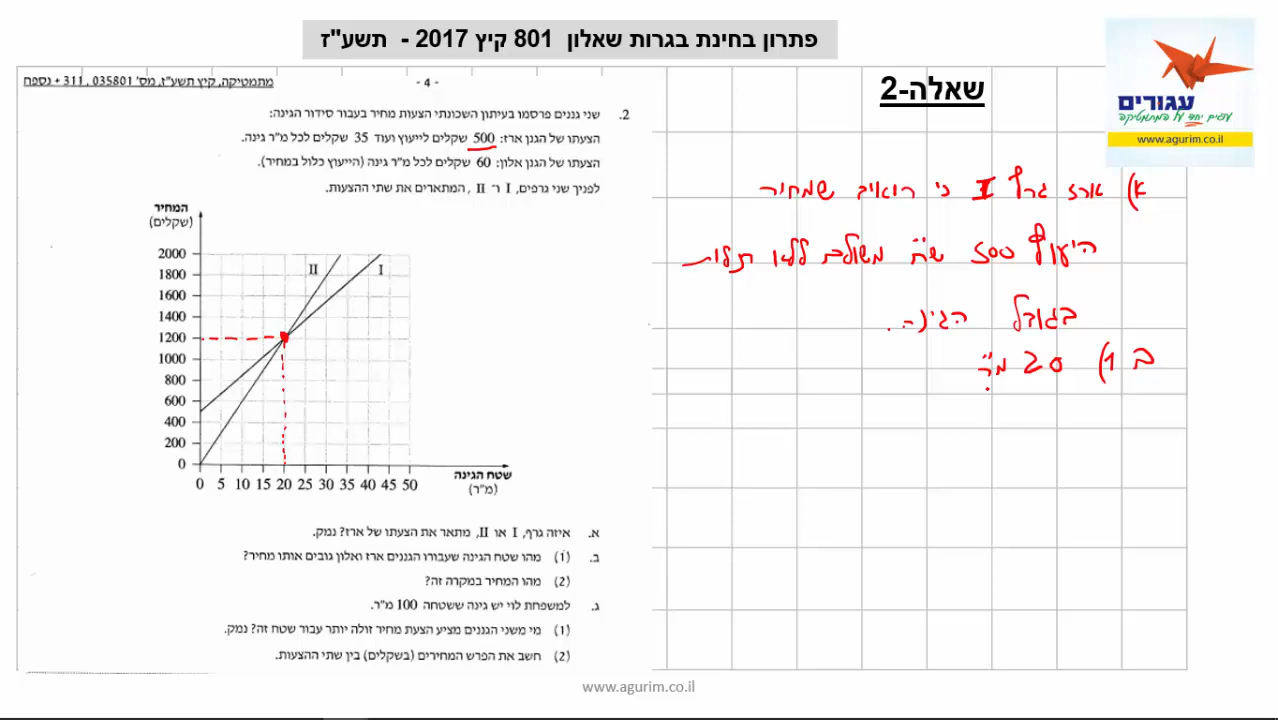 פתרון בחינת בגרות שאלון 801 קיץ 2017 - תשע"ז
עגורים
עושים יחד על המתמטיקה
www.agurim.co.il
מתמטיקה, קיץ תשע"ז, מס' 035801, 311 + נספח
- 4 -
שאלה-2
2. שני גננים פרסמו בעיתון השכונתי הצעות מחיר בעבור סידור הגינה:
הצעתו של הגנן ארז: 500 שקלים לייעוץ ועוד 35 שקלים לכל מ"ר גינה.
הצעתו של הגנן אלון: 60 שקלים לכל מ"ר גינה (הייעוץ כלול במחיר).
לפניך שני גרפים, I ו־ II, המתארים את שתי ההצעות.
המחיר
(שקלים)
2000
1800
1600
1400
1200
1000
800
600
400
200
0
II
I
0 5 10 15 20 25 30 35 40 45 50
שטח הגינה
(מ"ר)
א. איזה גרף, I או II, מתאר את הצעתו של ארז? נמק.
ב. (1) מהו שטח הגינה שעבורו הגננים ארז ואלון גובים אותו מחיר?
(2) מהו המחיר במקרה זה?
ג. למשפחת לוי יש גינה ששטחה 100 מ"ר.
(1) מי משני הגננים מציע הצעת מחיר זולה יותר עבור שטח זה? נמק.
(2) חשב את הפרש המחירים (בשקלים) בין שתי ההצעות.
א) ארז גרף I כי רואים שמחיר
היעוץ 500 ש"ח משולם ללא תלות
בגודל הגינה.
ב 1) 20 מ"ר
www.agurim.co.il